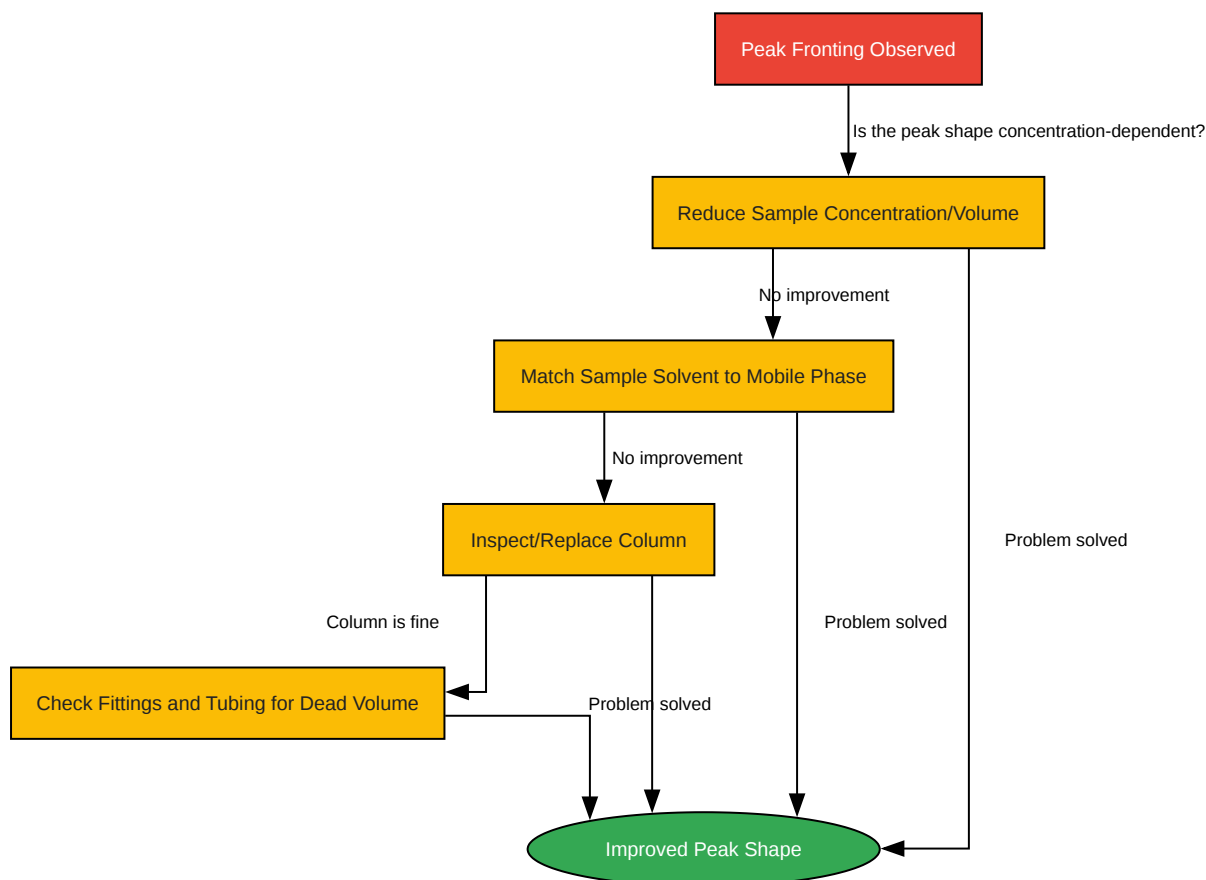 Peak Fronting Observed
Is the peak shape concentration-dependent?
Reduce Sample Concentration/Volume
No improvement
Match Sample Solvent to Mobile Phase
No improvement
Inspect/Replace Column
Problem solved
Column is fine
Problem solved
Check Fittings and Tubing for Dead Volume
Problem solved
Improved Peak Shape